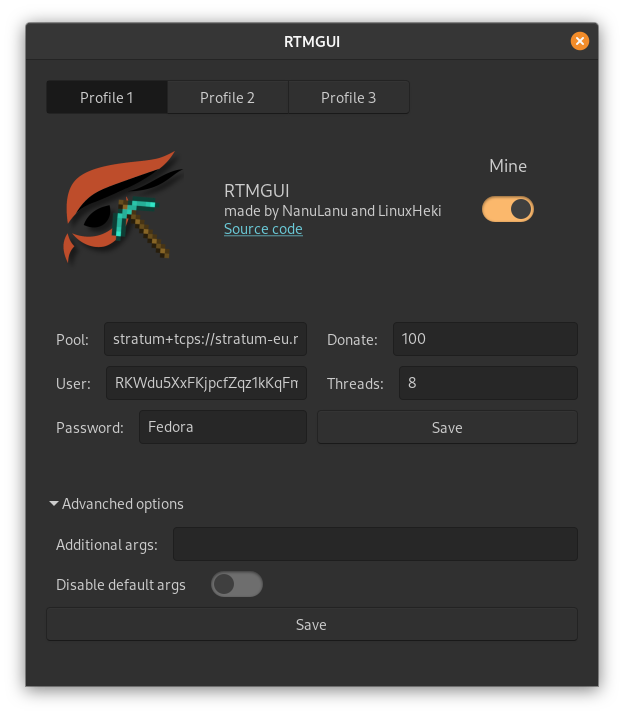 RTMGUI
Profile 1 Profile 2 Profile 3
Mine
RTMGUI
made by NanuLanu and LinuxHeki
Source code
Pool: stratum+tcps://stratum-eu.r Donate: 100
User: RKWdu5XxFKjpcfZqz1kKqFn Threads: 8
Password: Fedora Save
Advanched options
Additional args:
Disable default args
Save